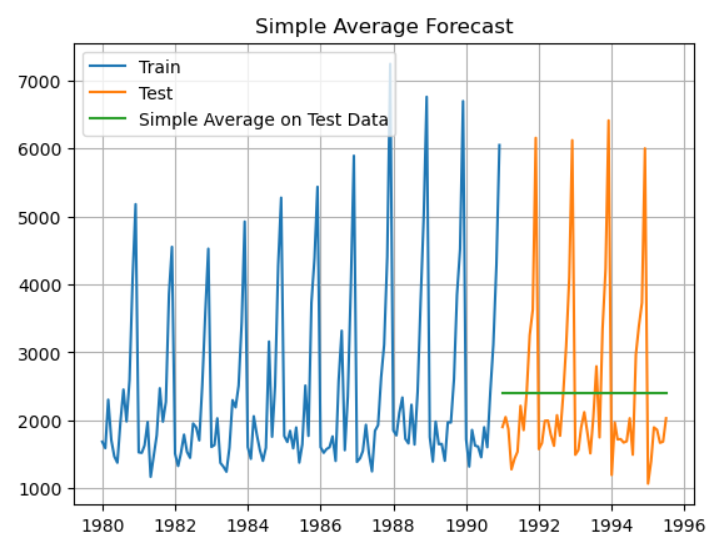 Simple Average Forecast
Train
Test
Simple Average on Test Data
7000
6000
5000
4000
3000
2000
1000
1980 1982 1984 1986 1988 1990 1992 1994 1996